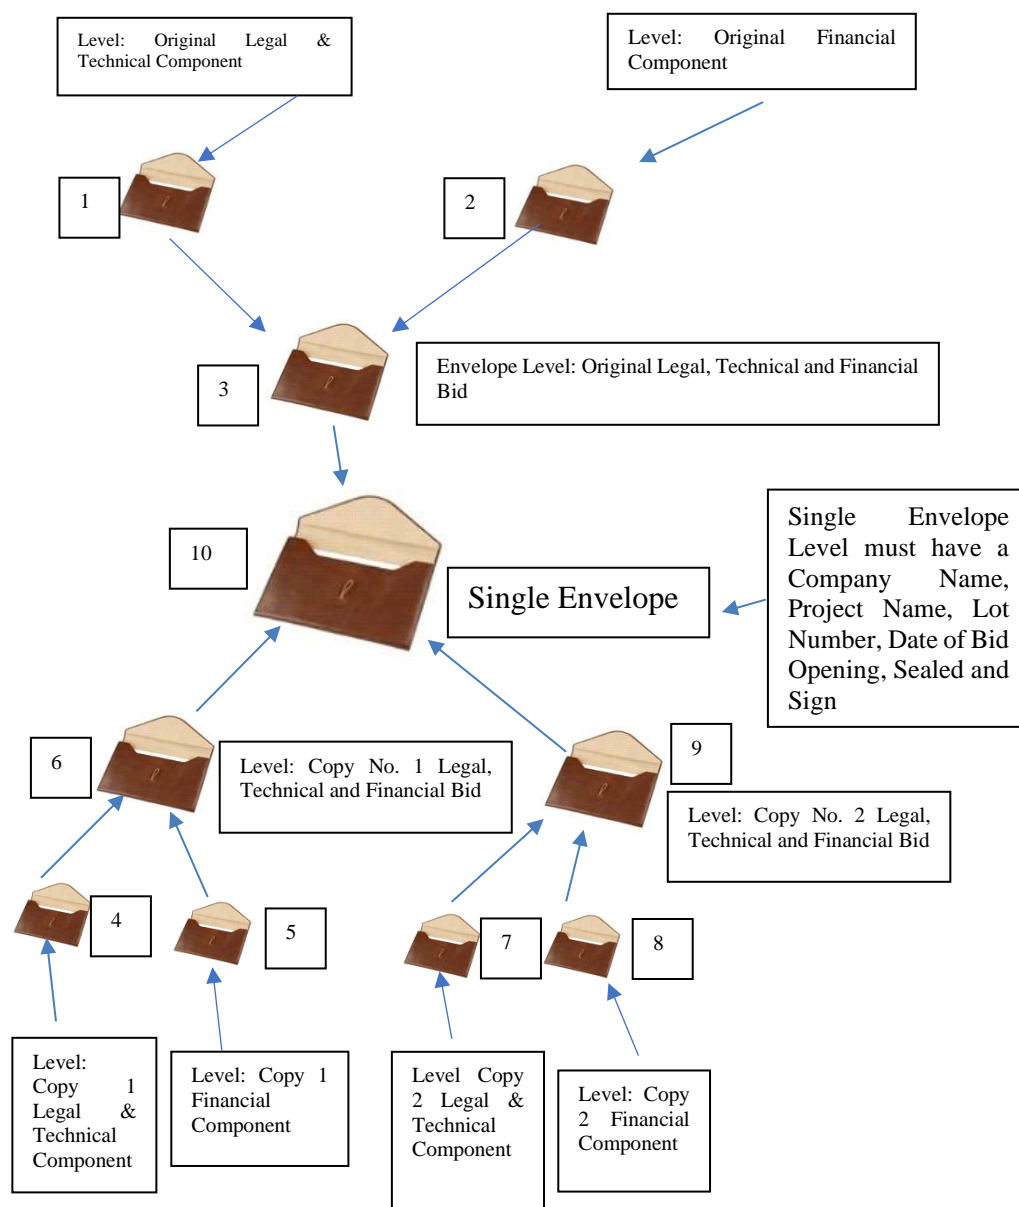 Level: Original Legal &
Technical Component
Level: Original Financial
Component
1
2
3
Envelope Level: Original Legal, Technical and Financial
Bid
10
Single Envelope
Single Envelope
Level must have a
Company Name,
Project Name, Lot
Number, Date of Bid
Opening, Sealed and
Sign
6
Level: Copy No. 1 Legal,
Technical and Financial Bid
9
Level: Copy No. 2 Legal,
Technical and Financial Bid
4
5
7
8
Level:
Copy 1
Legal &
Technical
Component
Level: Copy 1
Financial
Component
Level Copy
2 Legal &
Technical
Component
Level: Copy
2 Financial
Component